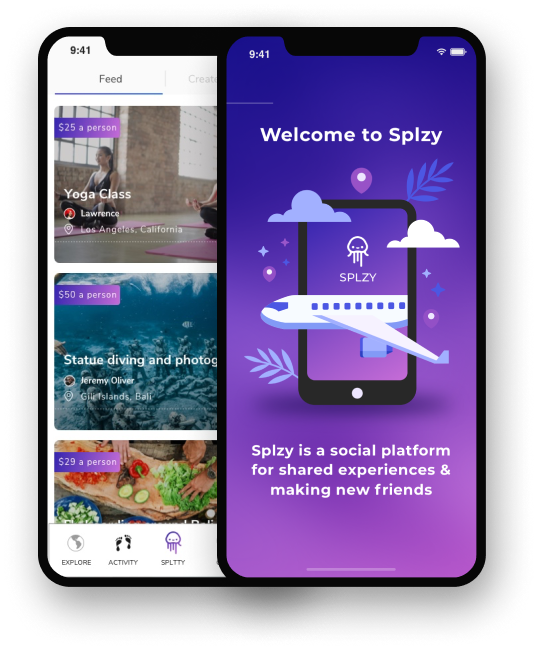 9:41
Feed
Create
$25 a person
Yoga Class
Lawrence
Los Angeles, California
$50 a person
Statue diving and photog
Jeremy Oliver
Gili Islands, Bali
$29 a person
EXPLORE
ACTIVITY
SPLTTY
9:41
Welcome to Splzy
SPLZY
Splzy is a social platform
for shared experiences &
making new friends